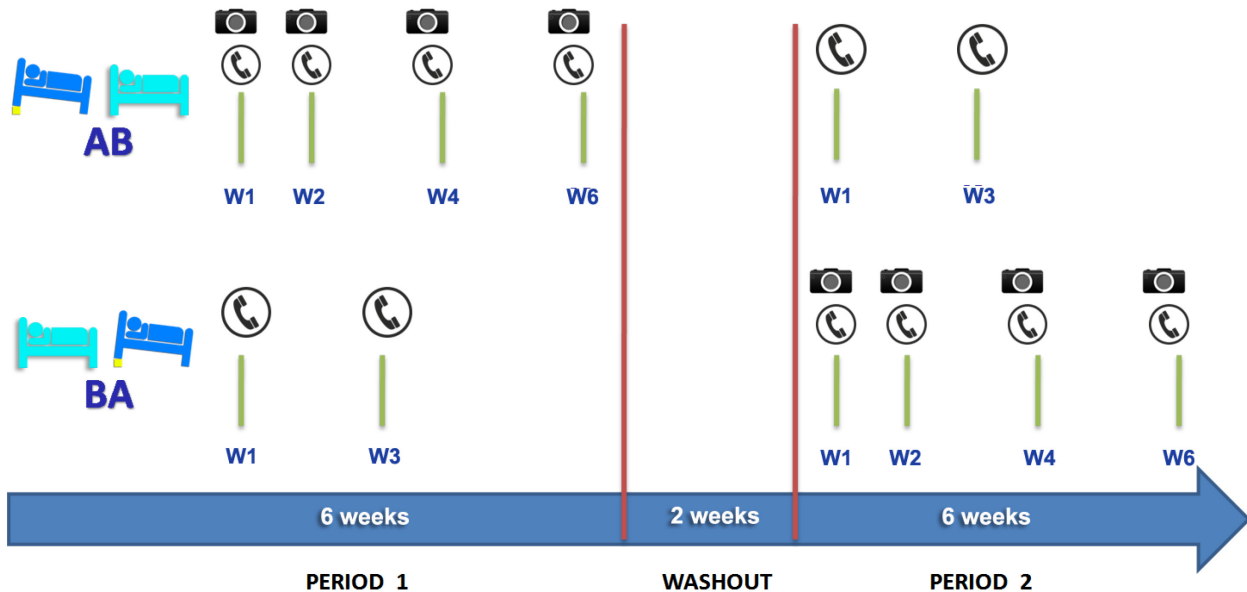 AB
W1 W2 W4 W6
W1 W3
BA
W1 W3
W1 W2 W4 W6
6 weeks 2 weeks 6 weeks
PERIOD 1 WASHOUT PERIOD 2